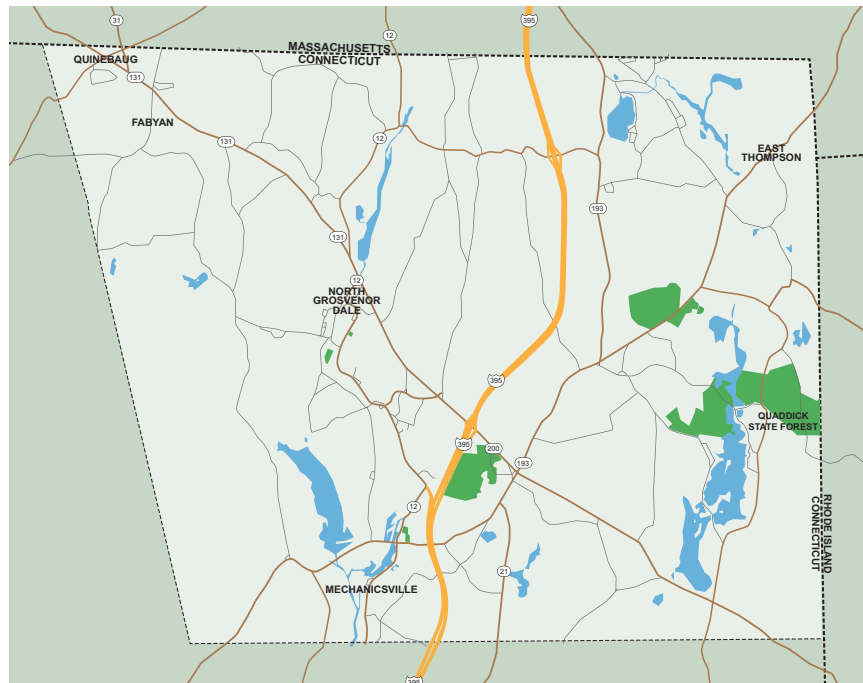 395
31
12
MASSACHUSETTS
CONNECTICUT
QUINEBAUG
131
FABYAN
131
12
EAST
THOMPSON
193
131
12
NORTH
GROSVENOR
DALE
395
QUADDICK
STATE FOREST
395
200
193
12
RHODE ISLAND
CONNECTICUT
21
MECHANICSVILLE
395